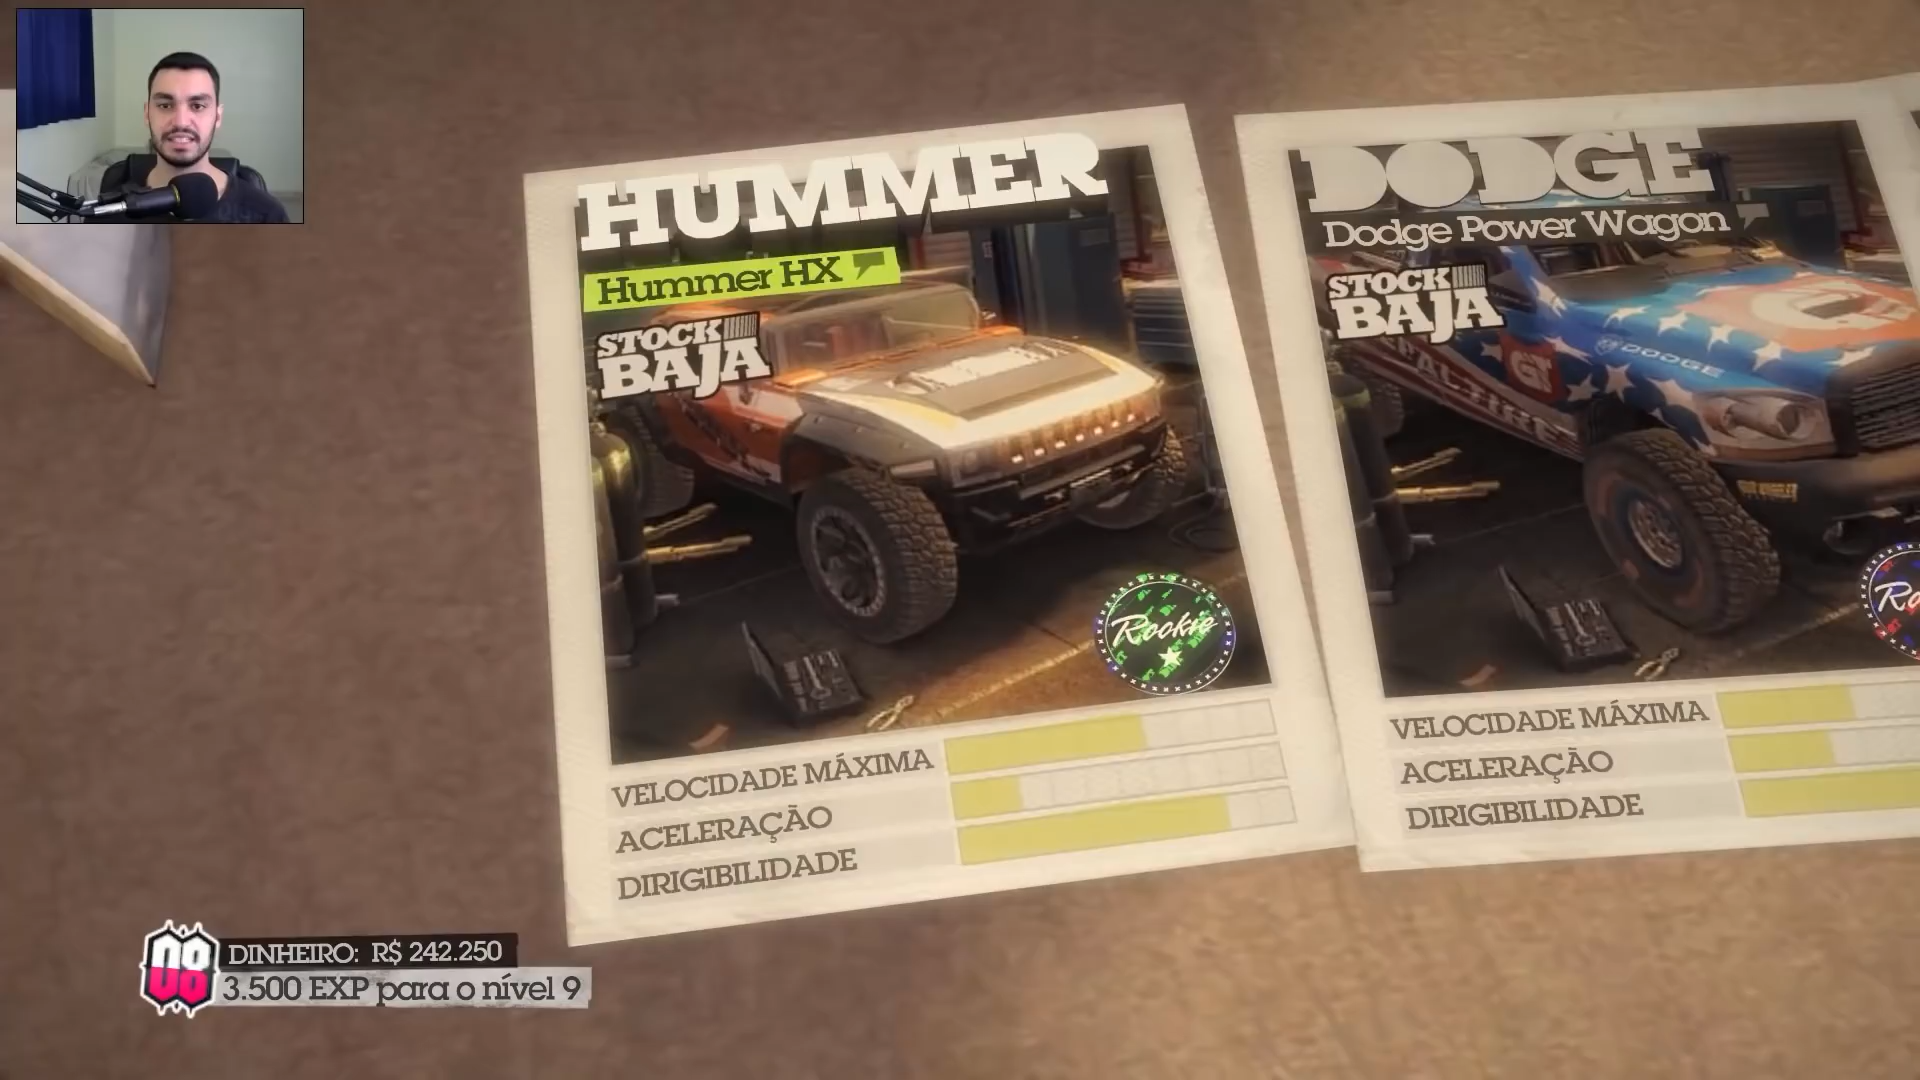 HUMMER
Hummer HX
STOCK
BAJA
Rookie
VELOCIDADE MÁXIMA
ACELERAÇÃO
DIRIGIBILIDADE
DODGE
Dodge Power Wagon
STOCK
BAJA
DODGE
VELOCIDADE MÁXIMA
ACELERAÇÃO
DIRIGIBILIDADE
08
DINHEIRO: R$ 242.250
3.500 EXP para o nível 9